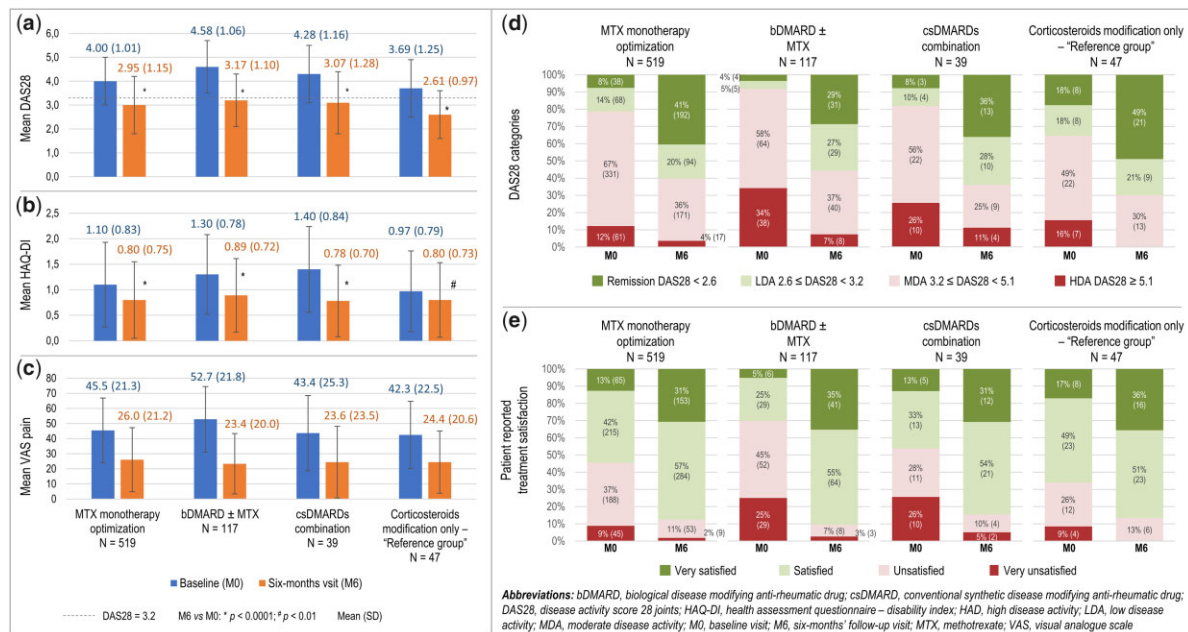 (a)
Mean DAS28
6,0
5,0
4,0
3,0
2,0
1,0
0,0
4.00 (1.01)
2.95 (1.15)
*
4.58 (1.06)
3.17 (1.10)
*
4.28 (1.16)
3.07 (1.28)
*
3.69 (1.25)
2.61 (0.97)
*
(b)
Mean HAQ-DI
2,5
2,0
1,5
1,0
0,5
0,0
1.10 (0.83)
0.80 (0.75)
*
1.30 (0.78)
0.89 (0.72)
*
1.40 (0.84)
0.78 (0.70)
*
0.97 (0.79)
0.80 (0.73)
#
(c)
Mean VAS pain
80
70
60
50
40
30
20
10
0
45.5 (21.3)
26.0 (21.2)
52.7 (21.8)
23.4 (20.0)
43.4 (25.3)
23.6 (23.5)
42.3 (22.5)
24.4 (20.6)
MTX monotherapy
optimization
N = 519
bDMARD ± MTX
N = 117
csDMARDs
combination
N = 39
Corticosteroids
modification only –
“Reference group”
N = 47
Baseline (M0)
Six-months vsit (M6)
DAS28 = 3.2
M6 vs M0: * p < 0.0001; # p < 0.01
Mean (SD)
(d)
MTX monotherapy
optimization
N = 519
bDMARD ±
MTX
N = 117
csDMARDs
combination
N = 39
Corticosteroids modification only
– “Reference group”
N = 47
DAS28 categories
100%
90%
80%
70%
60%
50%
40%
30%
20%
10%
0%
8% (38)
14% (68)
67%
(331)
12% (61)
41%
(192)
20% (94)
36%
(171)
4% (17)
4% (4)
5%(5)
58%
(64)
34%
(38)
29%
(31)
27%
(29)
37%
(40)
7% (8)
8% (3)
10% (4)
56%
(22)
26%
(10)
36%
(13)
28%
(10)
25% (9)
11% (4)
18% (8)
18% (8)
49%
(22)
16% (7)
49%
(21)
21% (9)
30%
(13)
M0 M6 M0 M6 M0 M6 M0 M6
Remission DAS28 < 2.6
LDA 2.6 ≤ DAS28 < 3.2
MDA 3.2 ≤ DAS28 < 5.1
HDA DAS28 ≥ 5.1
(e)
MTX monotherapy
optimization
N = 519
bDMARD ±
MTX
N = 117
csDMARDs
combination
N = 39
Corticosteroids modification only
– “Reference group”
N = 47
Patient reported
treatment satisfaction
100%
90%
80%
70%
60%
50%
40%
30%
20%
10%
0%
13% (65)
42%
(215)
37%
(188)
9% (45)
31%
(153)
57%
(284)
11% (53)
2% (9)
5% (6)
25%
(29)
45%
(52)
25%
(29)
35%
(41)
55%
(64)
7% (8)
3% (3)
13% (5)
33%
(13)
28%
(11)
26%
(10)
31%
(12)
54%
(21)
10% (4)
5% (2)
17% (8)
49%
(23)
26%
(12)
9% (4)
36%
(16)
51%
(23)
13% (6)
M0 M6 M0 M6 M0 M6 M0 M6
Very satisfied
Satisfied
Unsatisfied
Very unsatisfied
Abbreviations: bDMARD, biological disease modifying anti-rheumatic drug; csDMARD, conventional synthetic disease modifying anti-rheumatic drug;
DAS28, disease activity score 28 joints; HAQ-DI, health assessment questionnaire – disability index; HAD, high disease activity; LDA, low disease
activity; MDA, moderate disease activity; M0, baseline visit; M6, six-months’ follow-up visit; MTX, methotrexate; VAS, visual analogue scale